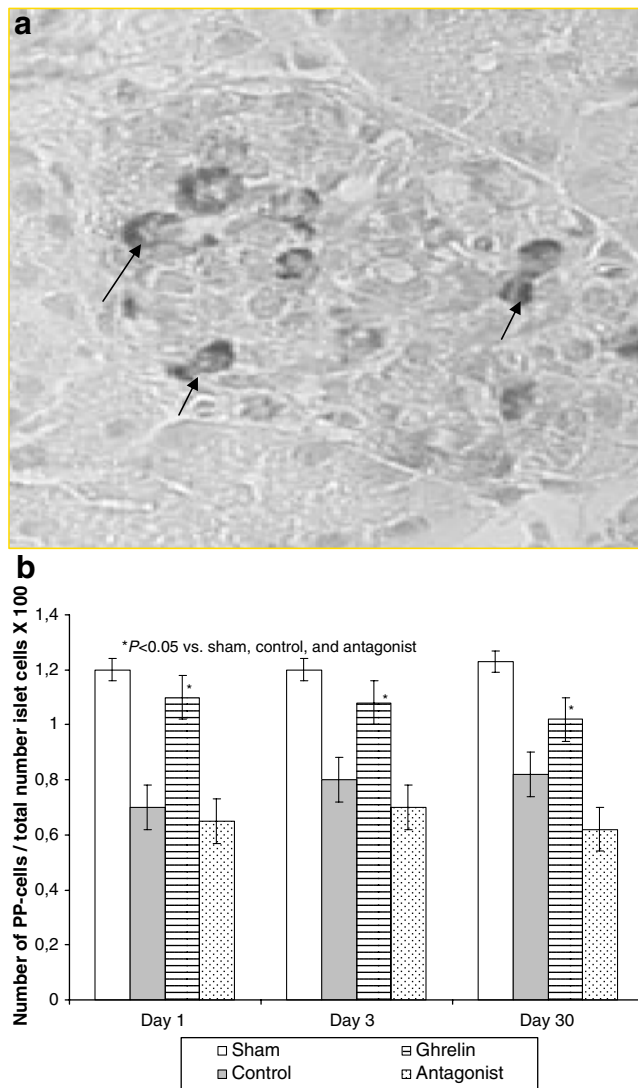 a
b
Number of PP-cells / total number islet cells X 100
1,4
1,2
1
0,8
0,6
0,4
0,2
0
*P<0.05 vs. sham, control, and antagonist
*
*
*
Day 1
Day 3
Day 30
Sham
Ghrelin
Control
Antagonist